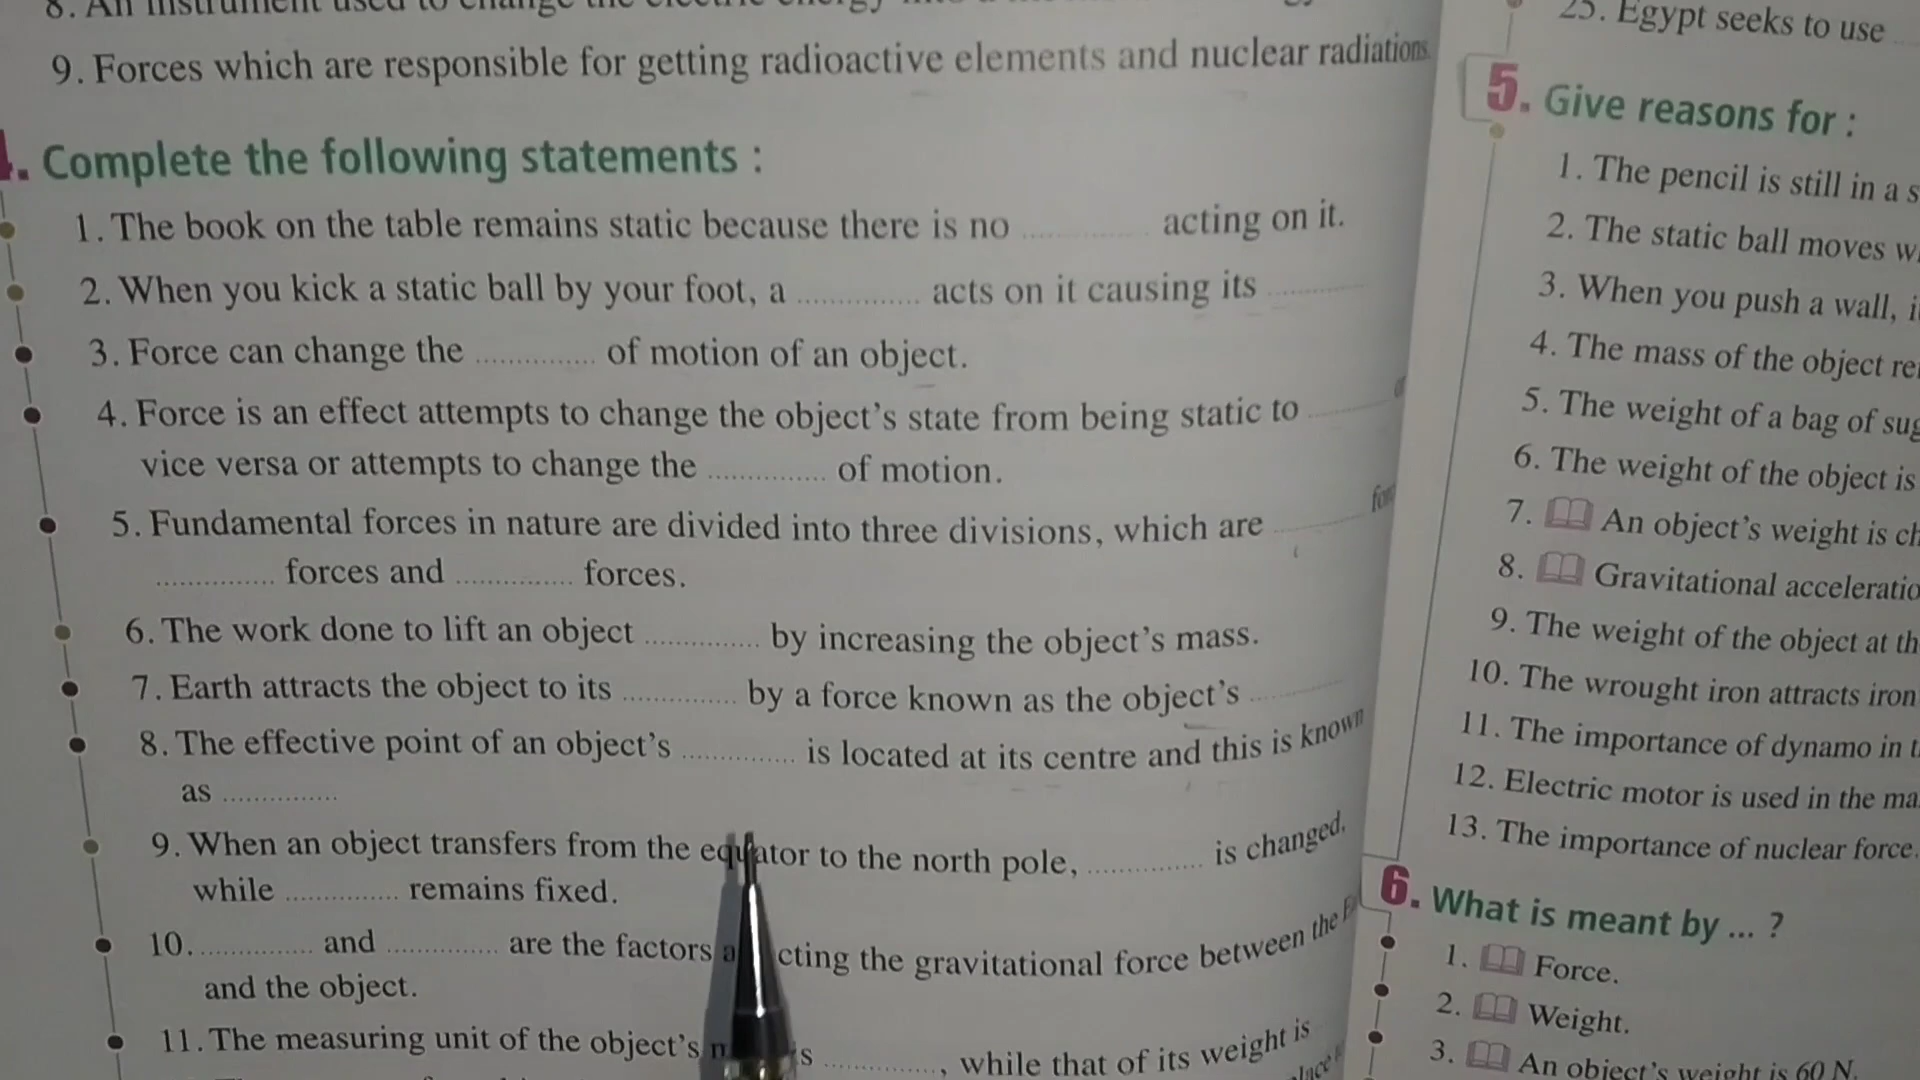 8. An instrument used to change the electric energy into a
9. Forces which are responsible for getting radioactive elements and nuclear radiations.
4. Complete the following statements :
1. The book on the table remains static because there is no .............. acting on it.
2. When you kick a static ball by your foot, a .............. acts on it causing its ..............
3. Force can change the .............. of motion of an object.
4. Force is an effect attempts to change the object's state from being static to ..............
vice versa or attempts to change the .............. of motion.
5. Fundamental forces in nature are divided into three divisions, which are ..............
.............. forces and .............. forces.
6. The work done to lift an object .............. by increasing the object's mass.
7. Earth attracts the object to its .............. by a force known as the object's ..............
8. The effective point of an object's .............. is located at its centre and this is known
as ..............
9. When an object transfers from the equator to the north pole, .............. is changed,
while .............. remains fixed.
10. .............. and .............. are the factors affecting the gravitational force between the
and the object.
11. The measuring unit of the object's .............., while that of its weight is
25. Egypt seeks to use
5. Give reasons for :
1. The pencil is still in a
2. The static ball moves
3. When you push a wall,
4. The mass of the object
5. The weight of a bag of
6. The weight of the object is
7. An object's weight is
8. Gravitational
9. The weight of the object at
10. The wrought iron attracts iron
11. The importance of dynamo in
12. Electric motor is used in the
13. The importance of nuclear force.
6. What is meant by ... ?
1. Force.
2. Weight.
3. An object's weight is 60 N.